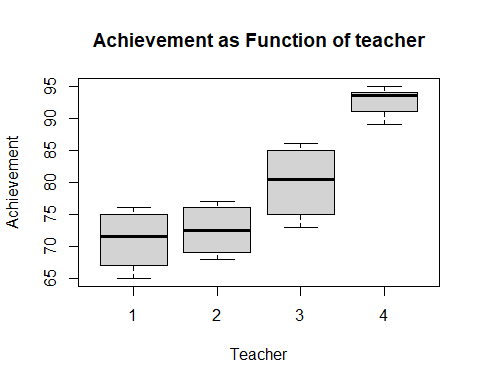 Achievement as Function of teacher
Achievement
95
90
85
80
75
70
65
1 2 3 4
Teacher